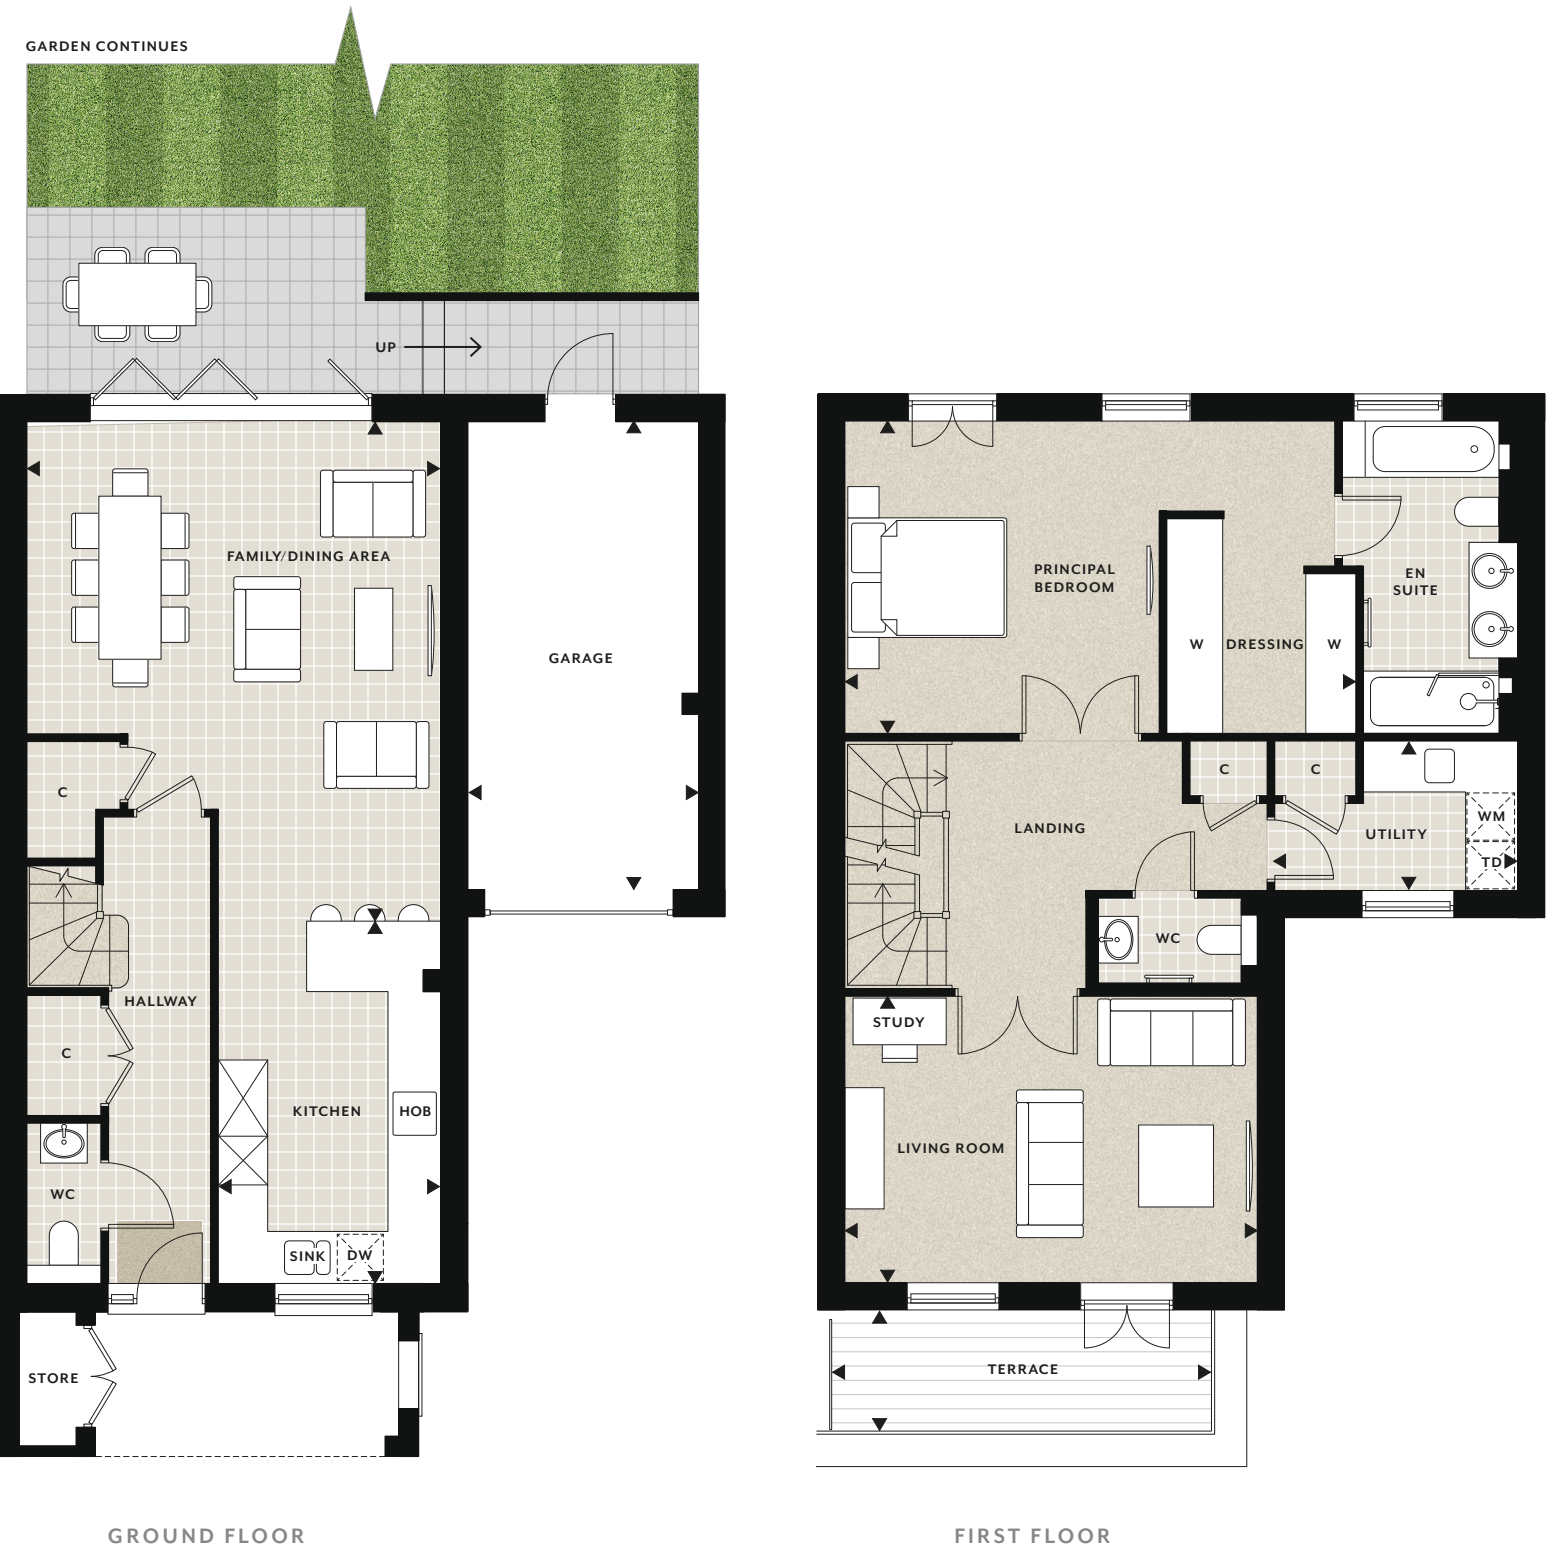 GARDEN CONTINUES
UP
FAMILY/DINING AREA
GARAGE
C
HALLWAY
C
KITCHEN
HOB
WC
SINK
DW
STORE
GROUND FLOOR
PRINCIPAL
BEDROOM
W
DRESSING
W
EN
SUITE
C
C
LANDING
UTILITY
WM
TD
WC
STUDY
LIVING ROOM
TERRACE
FIRST FLOOR